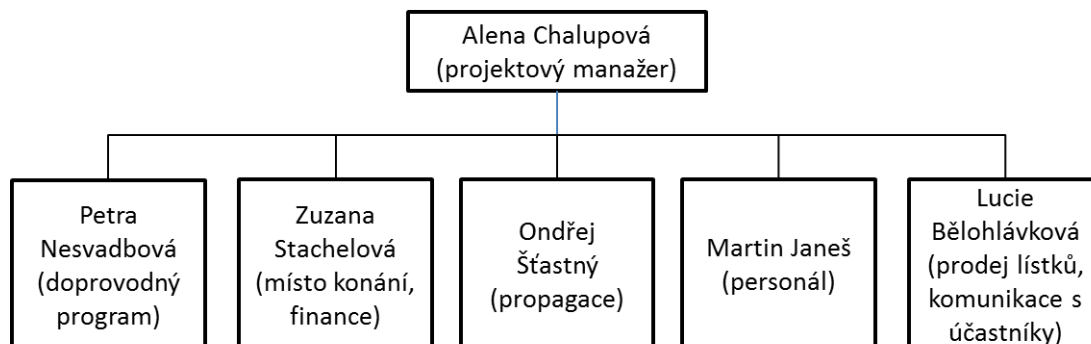 Alena Chalupová
(projektový manažer)
Petra
Nesvadbová
(doprovodný
program)
Zuzana
Stachelová
(místo konání,
finance)
Ondřej
Šťastný
(propagace)
Martin Janeš
(personál)
Lucie
Bělohlávková
(prodej lístků,
komunikace s
účastníky)